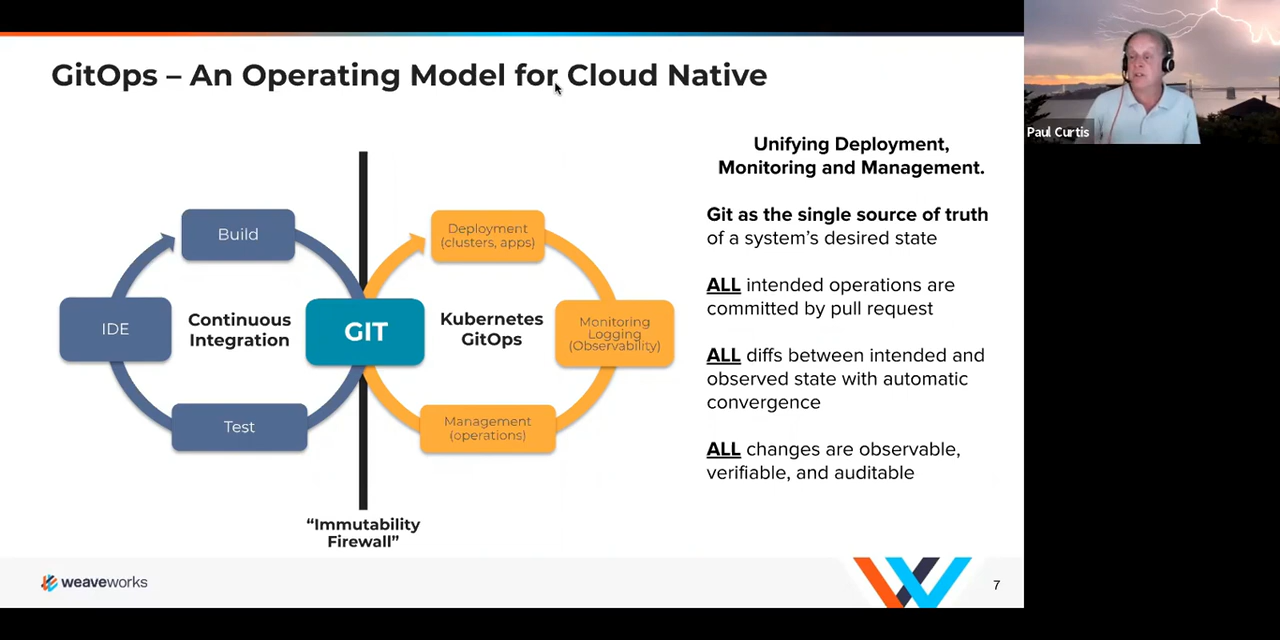 GitOps – An Operating Model for Cloud Native
Paul Curtis
Unifying Deployment,
Monitoring and Management.
Git as the single source of truth
of a system's desired state
ALL intended operations are
committed by pull request
ALL diffs between intended and
observed state with automatic
convergence
ALL changes are observable,
verifiable, and auditable
Build
IDE
Continuous
Integration
Test
GIT
Deployment
(clusters, apps)
Kubernetes
GitOps
Monitoring
Logging
(Observability)
Management
(operations)
“Immutability
Firewall”
weaveworks
7